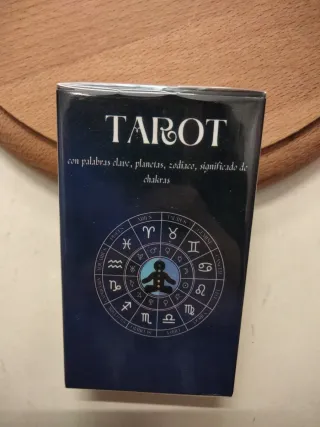 TAROT
con palabras clave, planetas, zodiaco, significado de
chakras